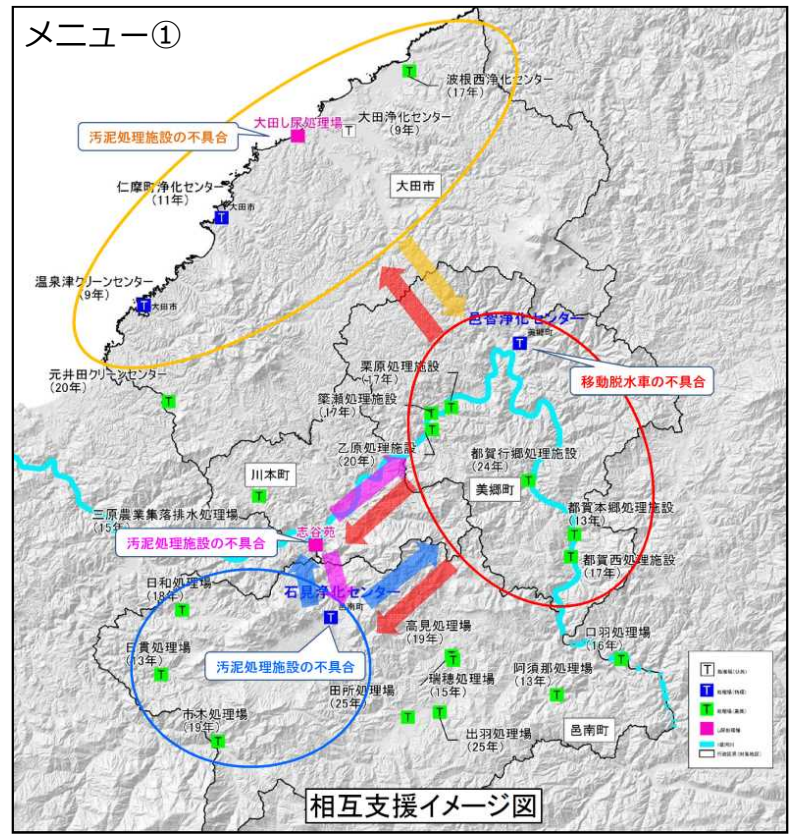 メニュー①
波根西浄化センター
(17年)
大田し尿処理場
大田浄化センター
(9年)
汚泥処理施設の不具合
仁摩町浄化センター
(11年)
大田市
大田市
温泉津クリーンセンター
(9年)
大田市
邑智浄化センター
美郷町
移動脱水車の不具合
元井田クリーンセンター
(20年)
栗原処理施設
(17年)
簗瀬処理施設
(17年)
乙原処理施設
(20年)
都賀行郷処理施設
(24年)
川本町
美郷町
都賀本郷処理施設
(13年)
三原農業集落排水処理場
(15年)
志谷苑
汚泥処理施設の不具合
都賀西処理施設
(17年)
日和処理場
(18年)
石見浄化センター
邑南町
高見処理場
(19年)
口羽処理場
(16年)
日貫処理場
(13年)
汚泥処理施設の不具合
瑞穂処理場
(15年)
阿須那処理場
(13年)
田所処理場
(25年)
市木処理場
(19年)
出羽処理場
(25年)
邑南町
T
T
T
相互支援イメージ図